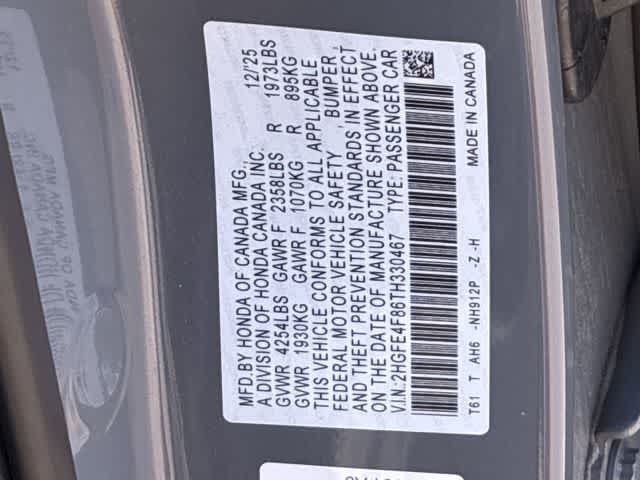 MFD.BY HONDA OF CANADA MFG.,
A DIVISION OF HONDA CANADA INC. 12/'25
GVWR 4254LBS GAWR F 2358LBS R 1973LBS
GVWR 1930KG GAWR F 1070KG R 895KG
THIS VEHICLE CONFORMS TO ALL APPLICABLE
FEDERAL MOTOR VEHICLE SAFETY , BUMPER ,
AND THEFT PREVENTION STANDARDS IN EFFECT
ON THE DATE OF MANUFACTURE SHOWN ABOVE.
V.I.N: 2HGFE4F86TH330467 TYPE: PASSENGER CAR
T61 T AH6 -NH912P -Z -H MADE IN CANADA